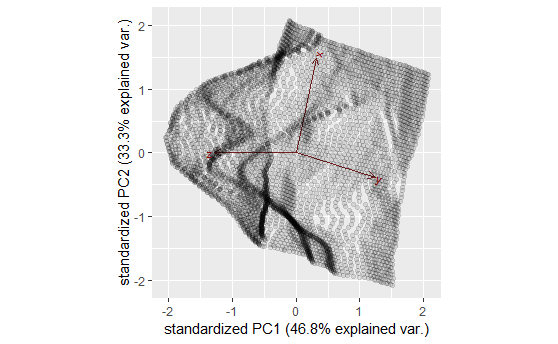 standardized PC2 (33.3% explained var.)
2
1
0
-1
-2
x
y
-2
-1
0
1
2
standardized PC1 (46.8% explained var.)